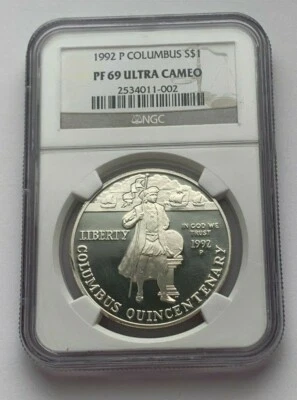 1992 P COLUMBUS S$1
PF 69 ULTRA CAMEO
2534011-002
NGC
LIBERTY
IN GOD WE
TRUST
1992
P
COLUMBUS QUINCENTENARY